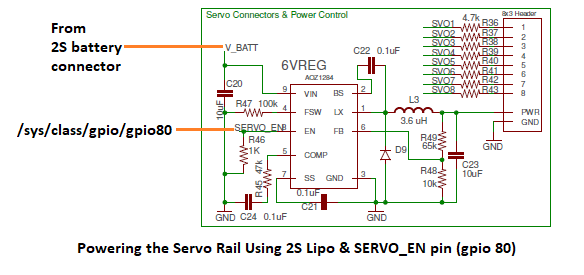 Servo Connectors & Power Control
8x3 Header
From
2S battery
connector
V_BATT
6VREG
AOZ1284
C22 0.1uF
4.7k
SVO1 R36 1
SVO2 R37 2
SVO3 R38 3
SVO4 R39 4
SVO5 R40 5
SVO6 R41 6
SVO7 R42 7
SVO8 R43 8
C20
10uF
9 VIN BS 2
R47 100k
4 FSW LX 1
L3
3.6 uH
PWR
GND
/sys/class/gpio/gpio80
SERVO_EN
8 EN FB 6
R46
1K
R49
65k
GND
5 COMP
D9
R45 47k
R48
10k
C23
10uF
7 SS GND 3
0.1uF
C21
GND
C24 0.1uF
GND
Powering the Servo Rail Using 2S Lipo & SERVO_EN pin (gpio 80)